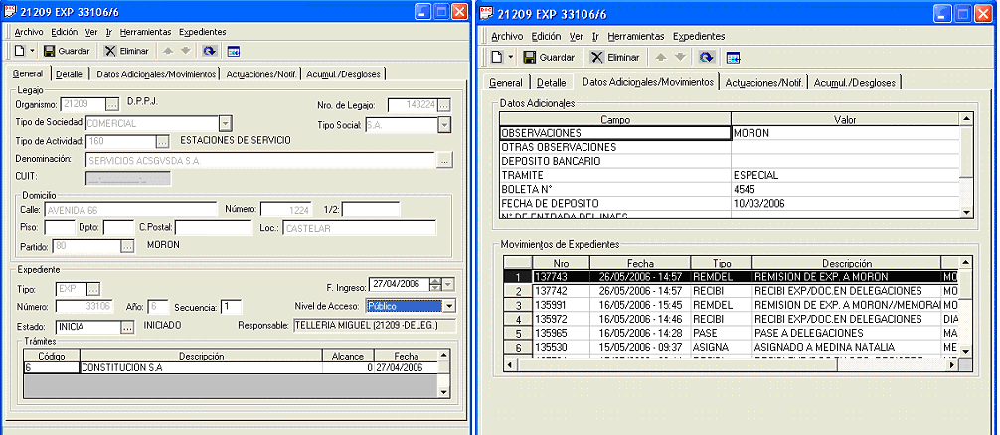 21209 EXP 33106/6
Archivo Edición Ver Ir Herramientas Expedientes
Guardar Eliminar
General Detalle Datos Adicionales/Movimientos Actuaciones/Notif. Acumul./Desgloses
Legajo
Organismo: 21209 ... D.P.P.J. Nro. de Legajo: 143224 ...
Tipo de Sociedad: COMERCIAL Tipo Social: S.A.
Tipo de Actividad: 160 ... ESTACIONES DE SERVICIO
Denominación: SERVICIOS ACSGVSDA S.A ...
CUIT: __-________-_
Domicilio
Calle: AVENIDA 66 Número: 1224 1/2:
Piso: Dpto: C.Postal: Loc.: CASTELAR
Partido: 80 ... MORON
Expediente
Tipo: EXP ... F. Ingreso: 27/04/2006
Número: 33106 Año: 6 Secuencia: 1 Nivel de Acceso: Público
Estado: INICIA ... INICIADO Responsable: TELLERIA MIGUEL (21209 -DELEG.)
Trámites
Código Descripción Alcance Fecha
6 CONSTITUCION S.A 0 27/04/2006
21209 EXP 33106/6
Archivo Edición Ver Ir Herramientas Expedientes
Guardar Eliminar
General Detalle Datos Adicionales/Movimientos Actuaciones/Notif. Acumul./Desgloses
Datos Adicionales
Campo Valor
OBSERVACIONES MORON
OTRAS OBSERVACIONES
DEPOSITO BANCARIO
TRAMITE ESPECIAL
BOLETA N° 4545
FECHA DE DEPOSITO 10/03/2006
N° DE ENTRADA DEL INAES
Movimientos de Expedientes
Nro Fecha Tipo Descripción
1 137743 26/05/2006 - 14:57 REMDEL REMISION DE EXP. A MORON MO
2 137742 26/05/2006 - 14:57 RECIBI RECIBI EXP/DOC.EN DELEGACIONES MO
3 135991 16/05/2006 - 15:45 REMDEL REMISION DE EXP. A MORON//MEMORA MO
4 135972 16/05/2006 - 14:46 RECIBI RECIBI EXP/DOC.EN DELEGACIONES DIA
5 135965 16/05/2006 - 14:28 PASE PASE A DELEGACIONES MA
6 135530 15/05/2006 - 09:37 ASIGNA ASIGNADO A MEDINA NATALIA ME